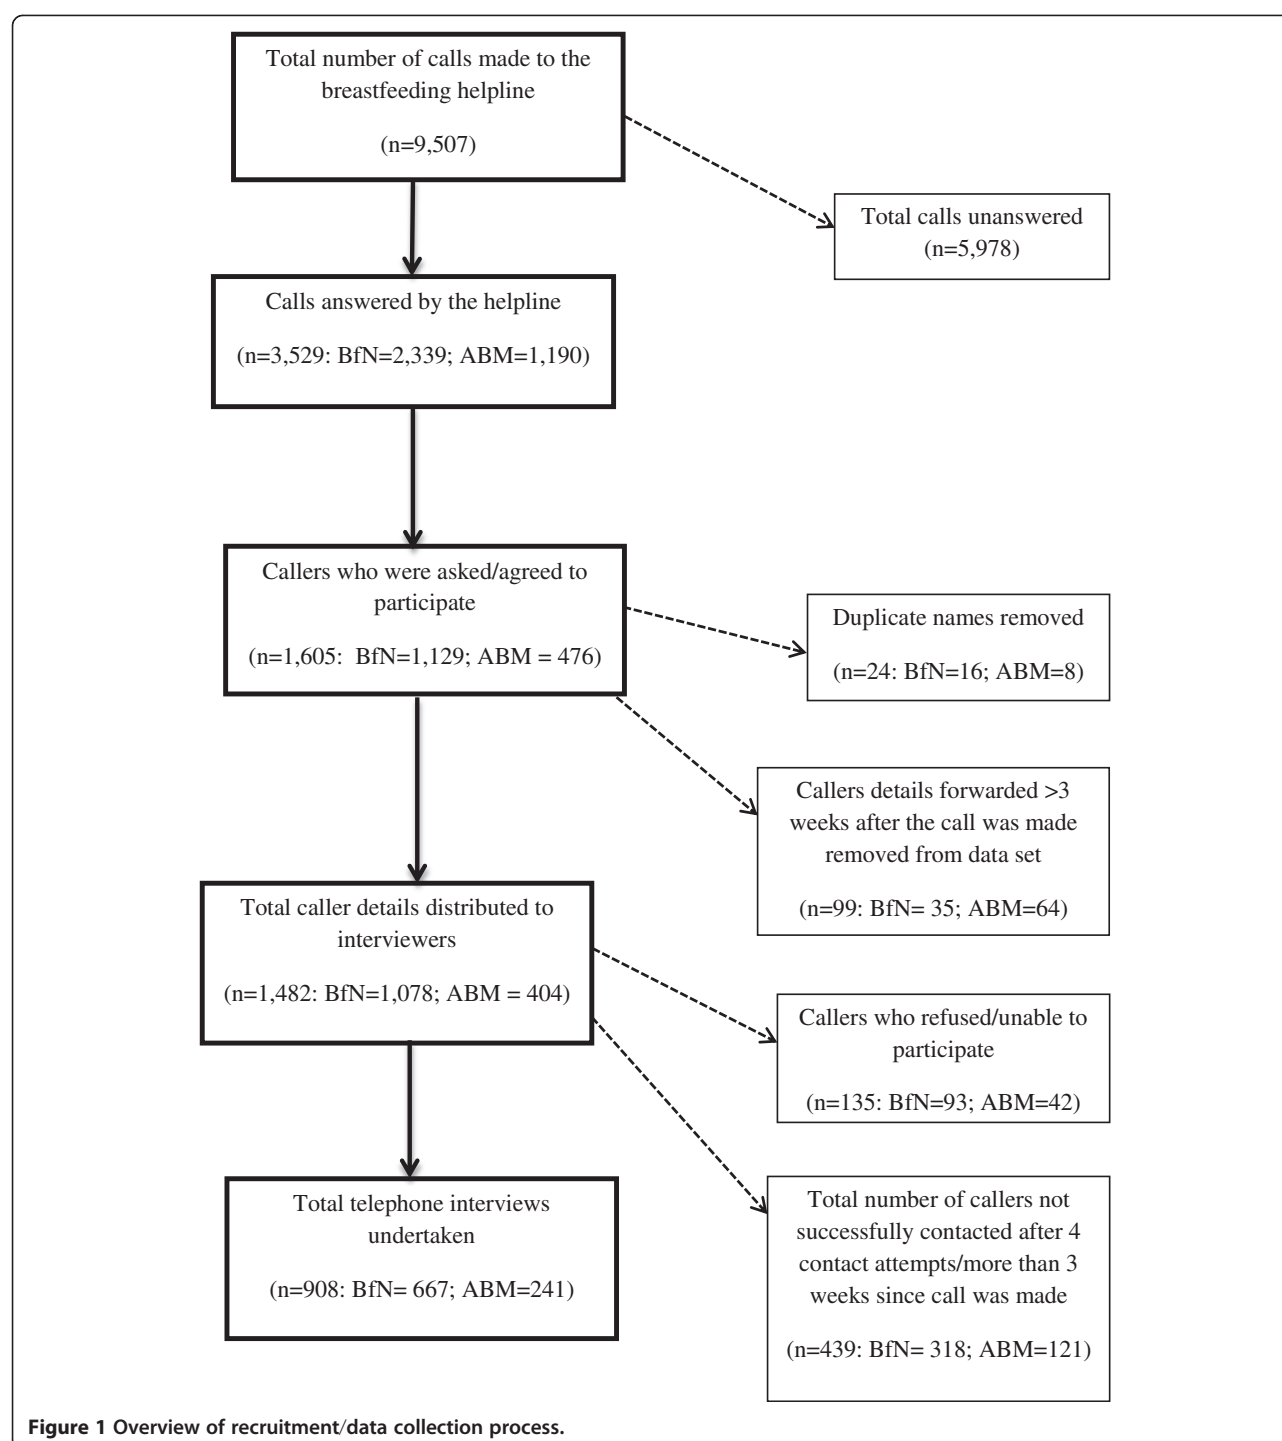 Total number of calls made to the
breastfeeding helpline
(n=9,507)
Total calls unanswered
(n=5,978)
Calls answered by the helpline
(n=3,529: BfN=2,339; ABM=1,190)
Callers who were asked/agreed to
participate
(n=1,605:  BfN=1,129; ABM = 476)
Duplicate names removed
(n=24: BfN=16; ABM=8)
Callers details forwarded >3
weeks after the call was made
removed from data set
(n=99: BfN= 35; ABM=64)
Total caller details distributed to
interviewers
(n=1,482: BfN=1,078; ABM = 404)
Callers who refused/unable to
participate
(n=135: BfN=93; ABM=42)
Total telephone interviews
undertaken
(n=908: BfN= 667; ABM=241)
Total number of callers not
successfully contacted after 4
contact attempts/more than 3
weeks since call was made
(n=439: BfN= 318; ABM=121)
Figure 1 Overview of recruitment/data collection process.